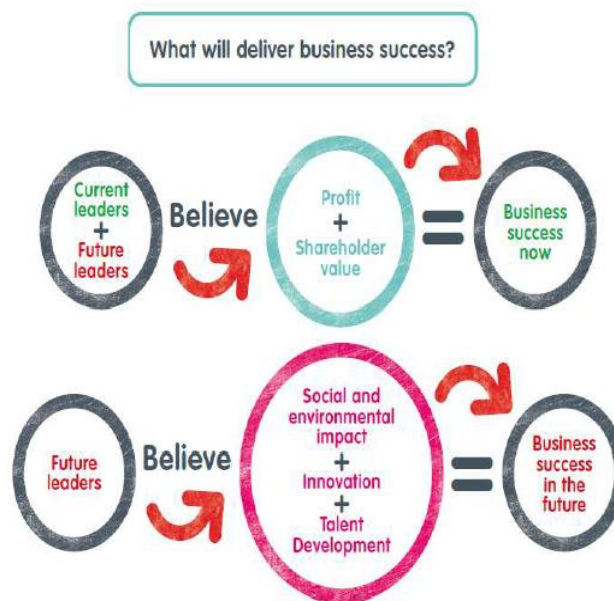 What will deliver business success?
Current
leaders
+
Future
leaders
Believe
Profit
+
Shareholder
value
=
Business
success
now
Future
leaders
Believe
Social and
environmental
impact
+
Innovation
+
Talent
Development
=
Business
success
in the
future